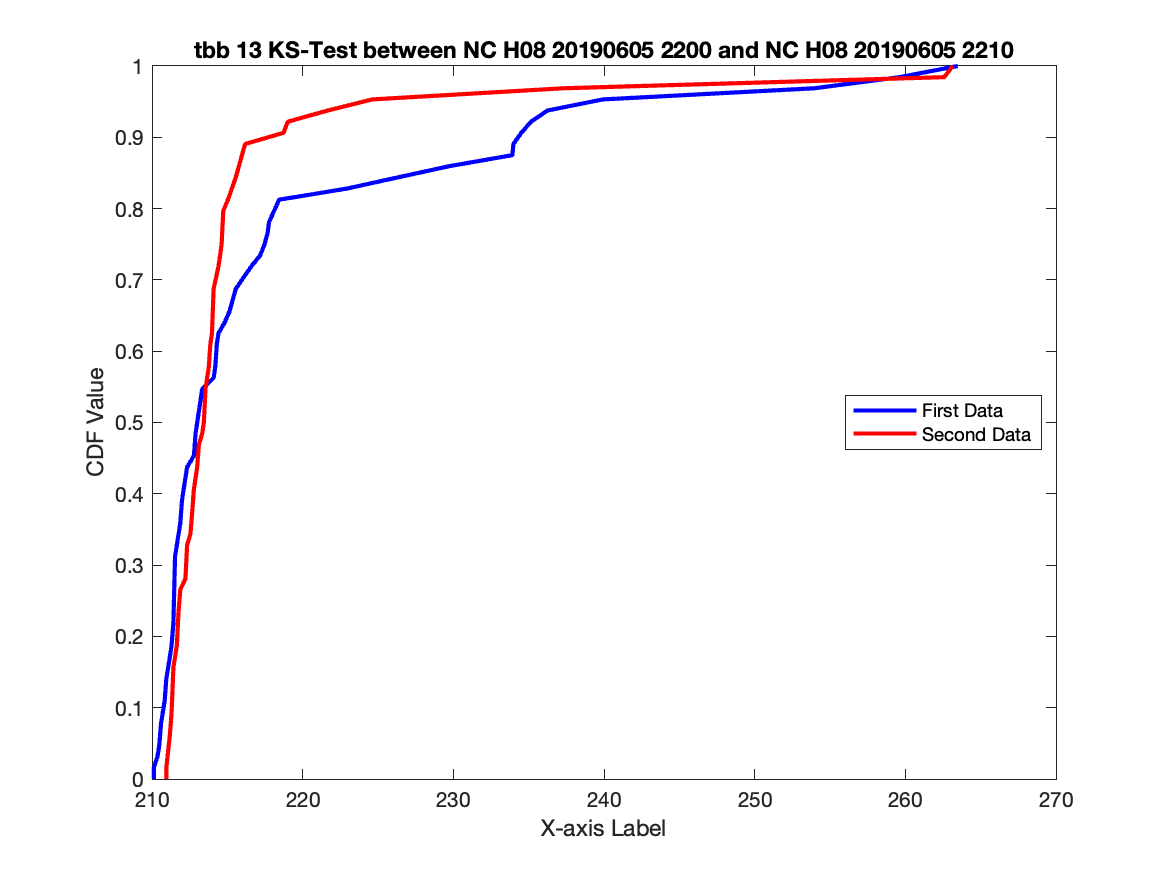 tbb 13 KS-Test between NC H08 20190605 2200 and NC H08 20190605 2210
1
0.9
0.8
0.7
0.6
0.5
0.4
0.3
0.2
0.1
0
CDF Value
First Data
Second Data
210 220 230 240 250 260 270
X-axis Label